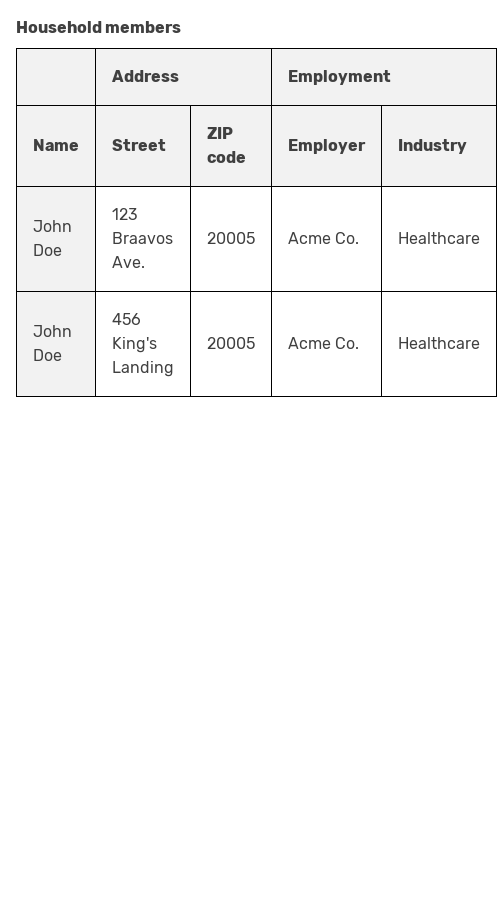 Household members
Address Employment
Name Street ZIP code Employer Industry
John Doe 123 Braavos Ave. 20005 Acme Co. Healthcare
John Doe 456 King's Landing 20005 Acme Co. Healthcare